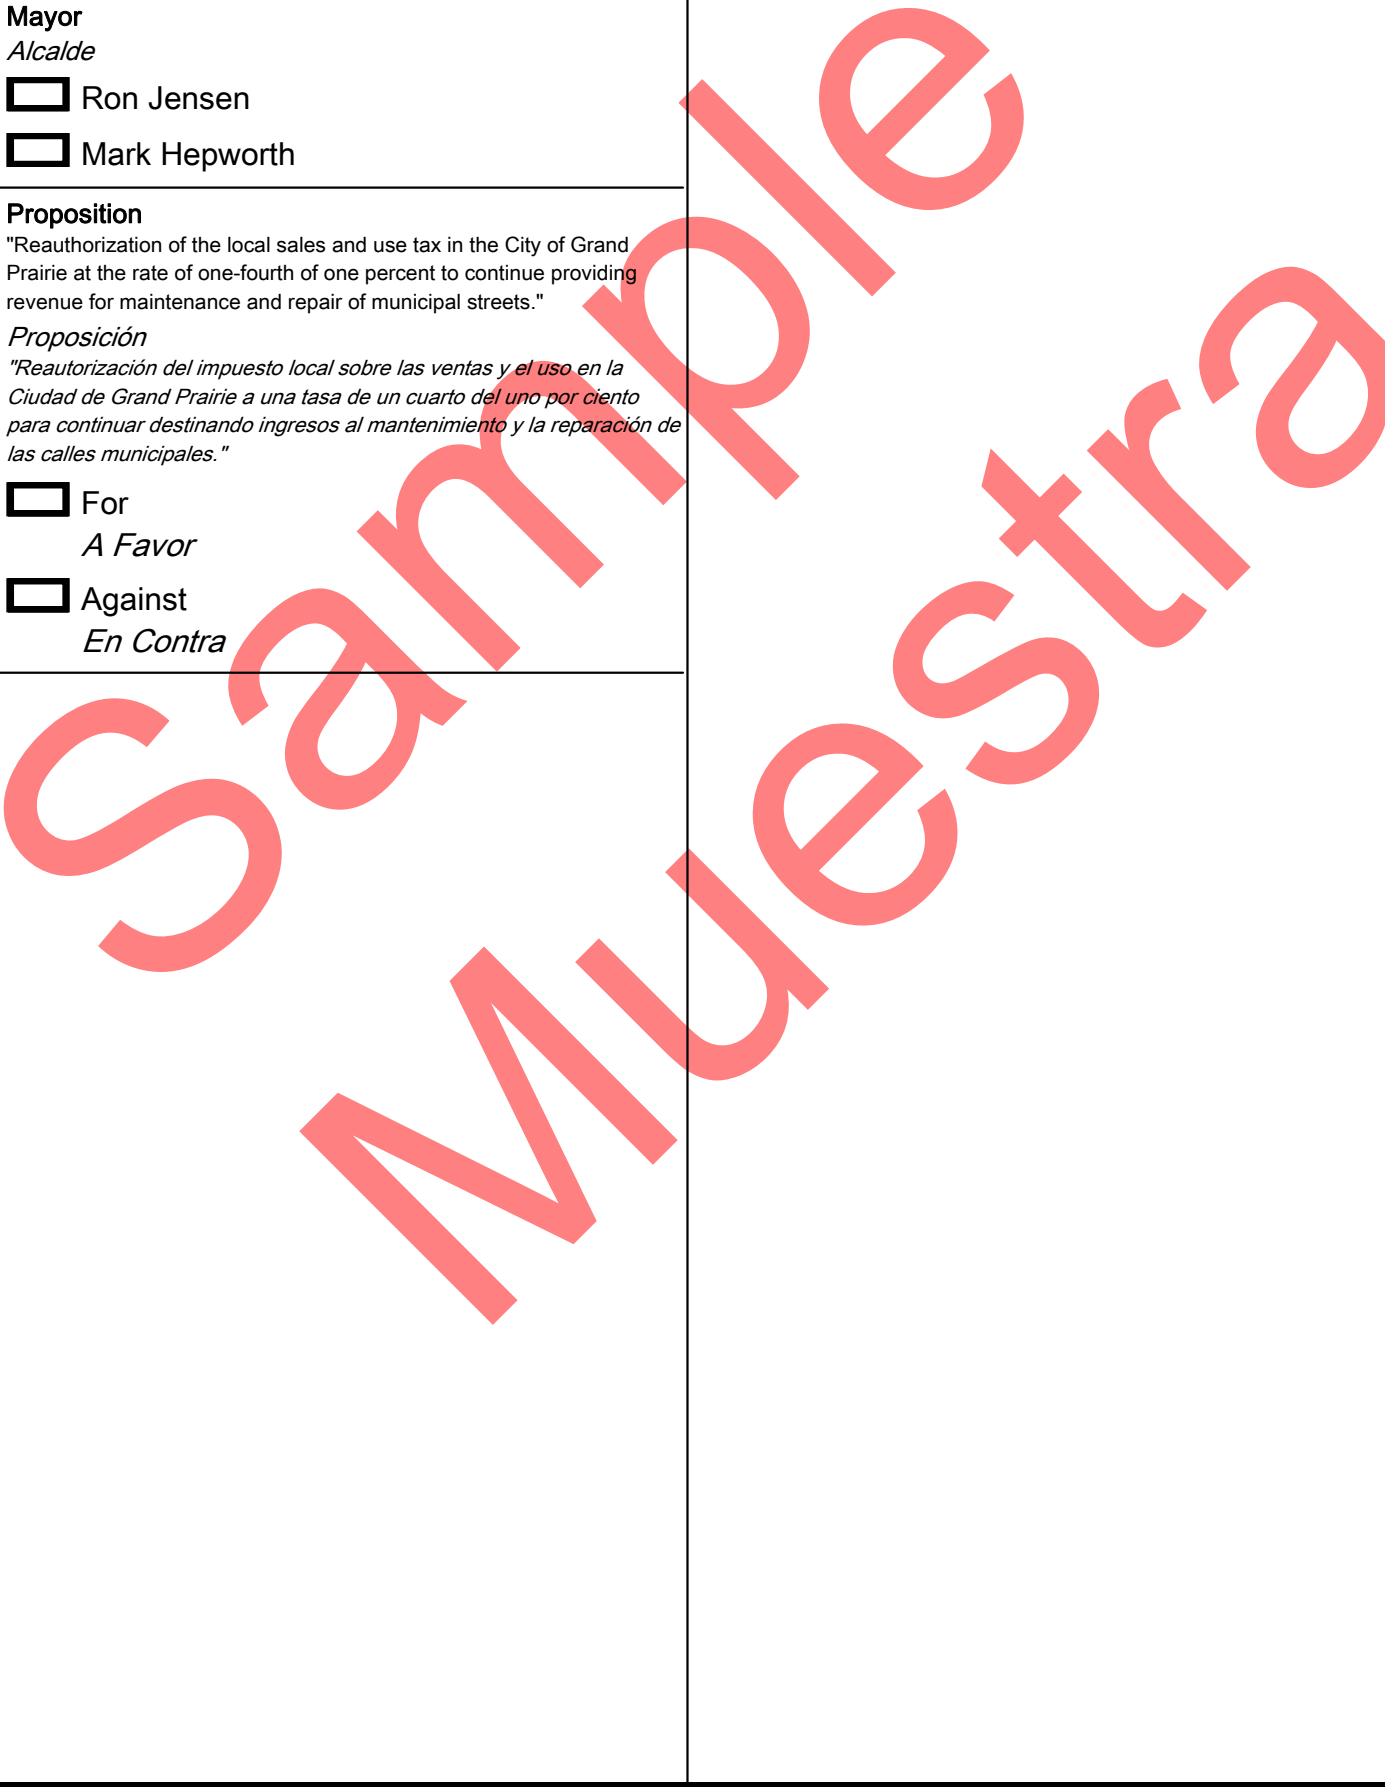 Mayor
Alcalde
Ron Jensen
Mark Hepworth
Proposition
"Reauthorization of the local sales and use tax in the City of Grand
Prairie at the rate of one-fourth of one percent to continue providing
revenue for maintenance and repair of municipal streets."
Proposición
"Reautorización del impuesto local sobre las ventas y el uso en la
Ciudad de Grand Prairie a una tasa de un cuarto del uno por ciento
para continuar destinando ingresos al mantenimiento y la reparación de
las calles municipales."
For
A Favor
Against
En Contra
Sample
Muestra